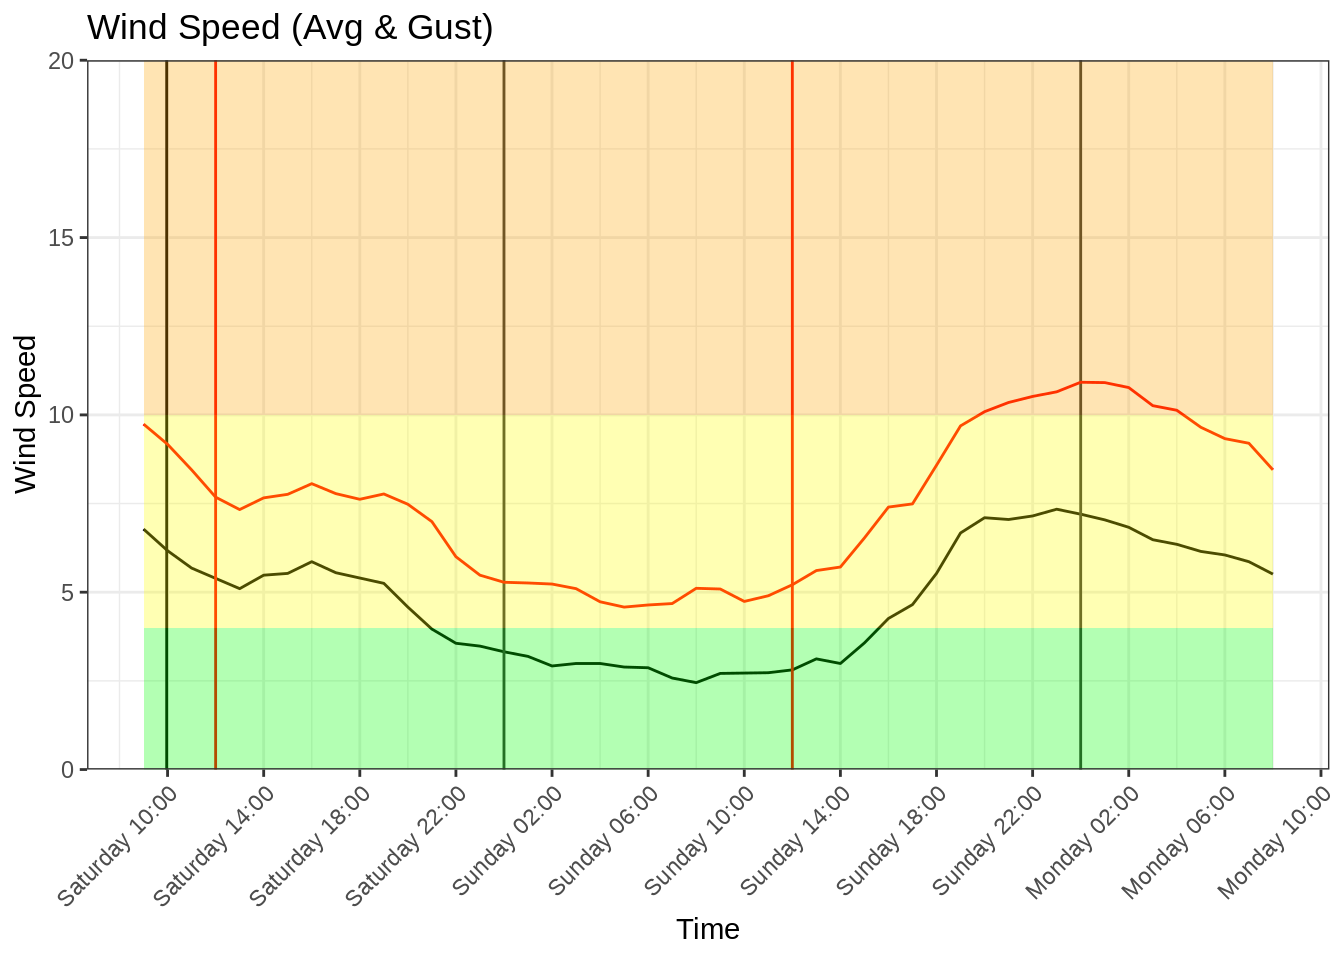 Wind Speed (Avg & Gust)
20
15
10
5
0
Wind Speed
Saturday 10:00
Saturday 14:00
Saturday 18:00
Saturday 22:00
Sunday 02:00
Sunday 06:00
Sunday 10:00
Sunday 14:00
Sunday 18:00
Sunday 22:00
Monday 02:00
Monday 06:00
Monday 10:00
Time